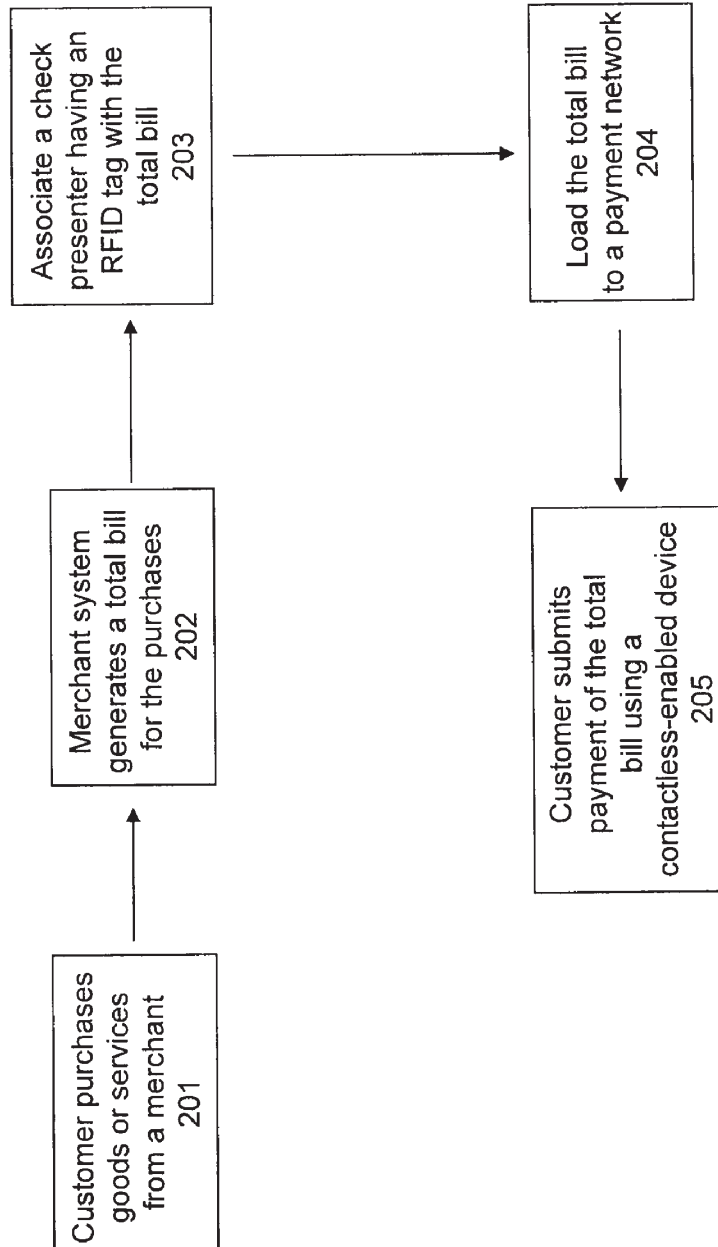 Customer purchases
goods or services
from a merchant
201
Merchant system
generates a total bill
for the purchases
202
Associate a check
presenter having an
RFID tag with the
total bill
203
Load the total bill
to a payment network
204
Customer submits
payment of the total
bill using a
contactless-enabled device
205